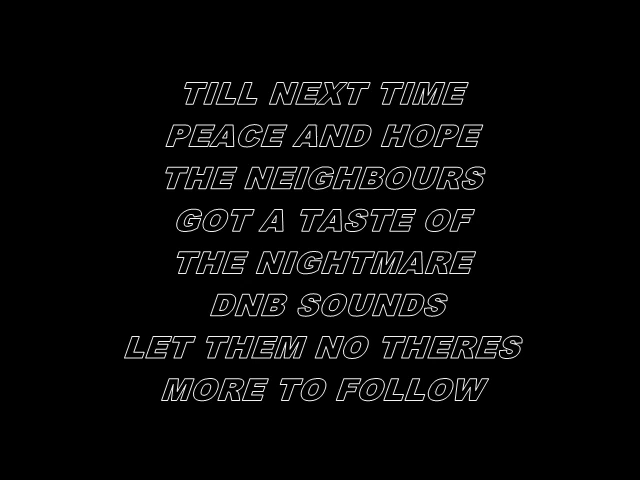 TILL NEXT TIME
PEACE AND HOPE
THE NEIGHBOURS
GOT A TASTE OF
THE NIGHTMARE
DNB SOUNDS
LET THEM NO THERES
MORE TO FOLLOW